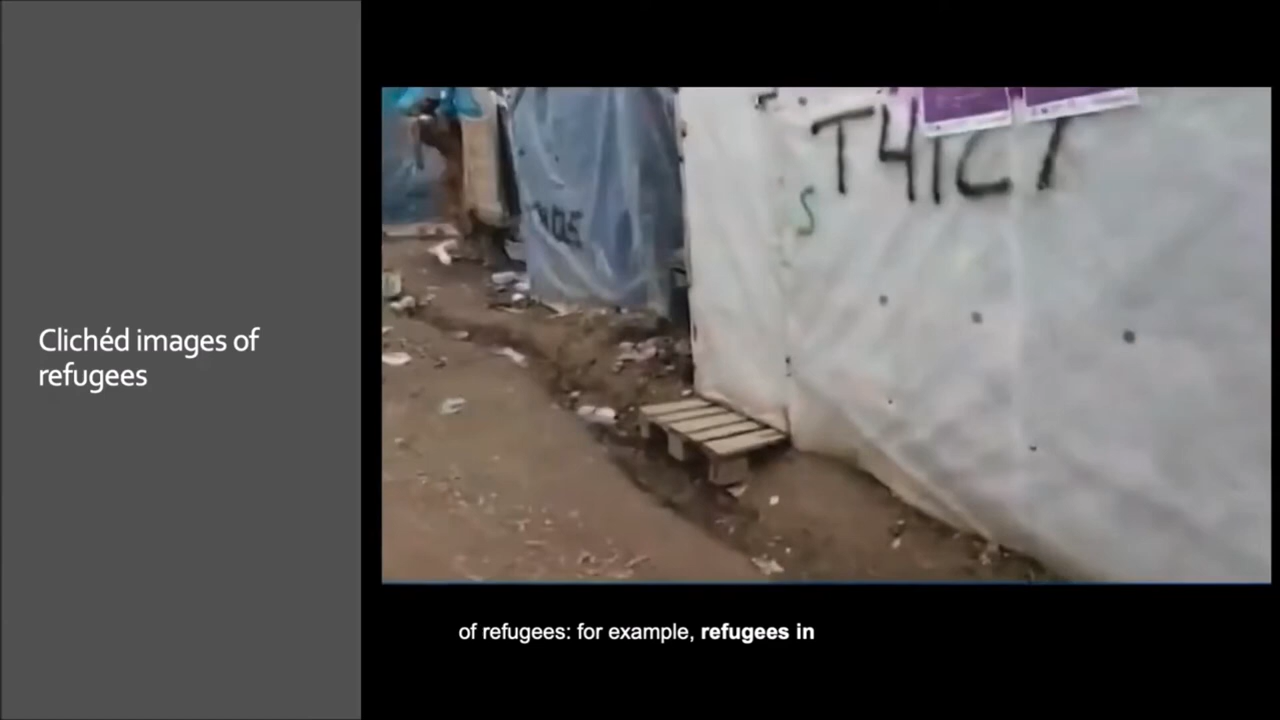 Clichéd images of
refugees
T4IC7
S
of refugees: for example, refugees in